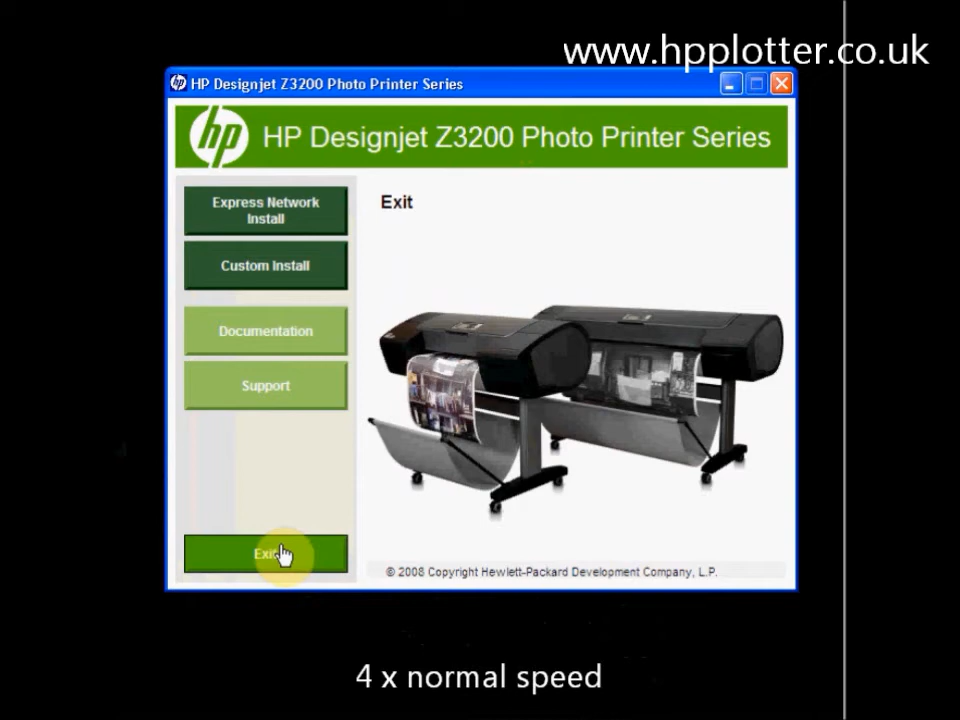 www.hpplotter.co.uk
HP Designjet Z3200 Photo Printer Series
hp HP Designjet Z3200 Photo Printer Series
Express Network
Install
Exit
Custom Install
Documentation
Support
Exit
© 2008 Copyright Hewlett-Packard Development Company, L.P.
4 x normal speed